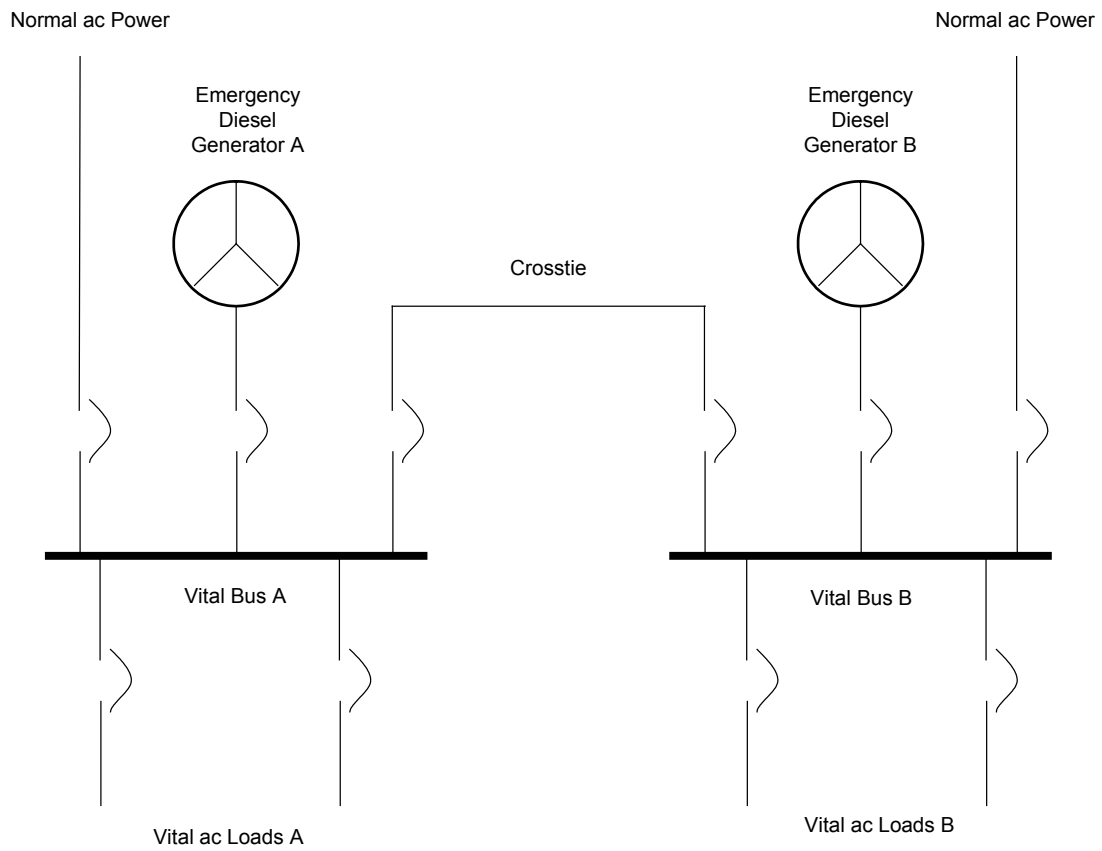 Normal ac Power
Normal ac Power
Emergency
Diesel
Generator A
Emergency
Diesel
Generator B
Crosstie
Vital Bus A
Vital Bus B
Vital ac Loads A
Vital ac Loads B